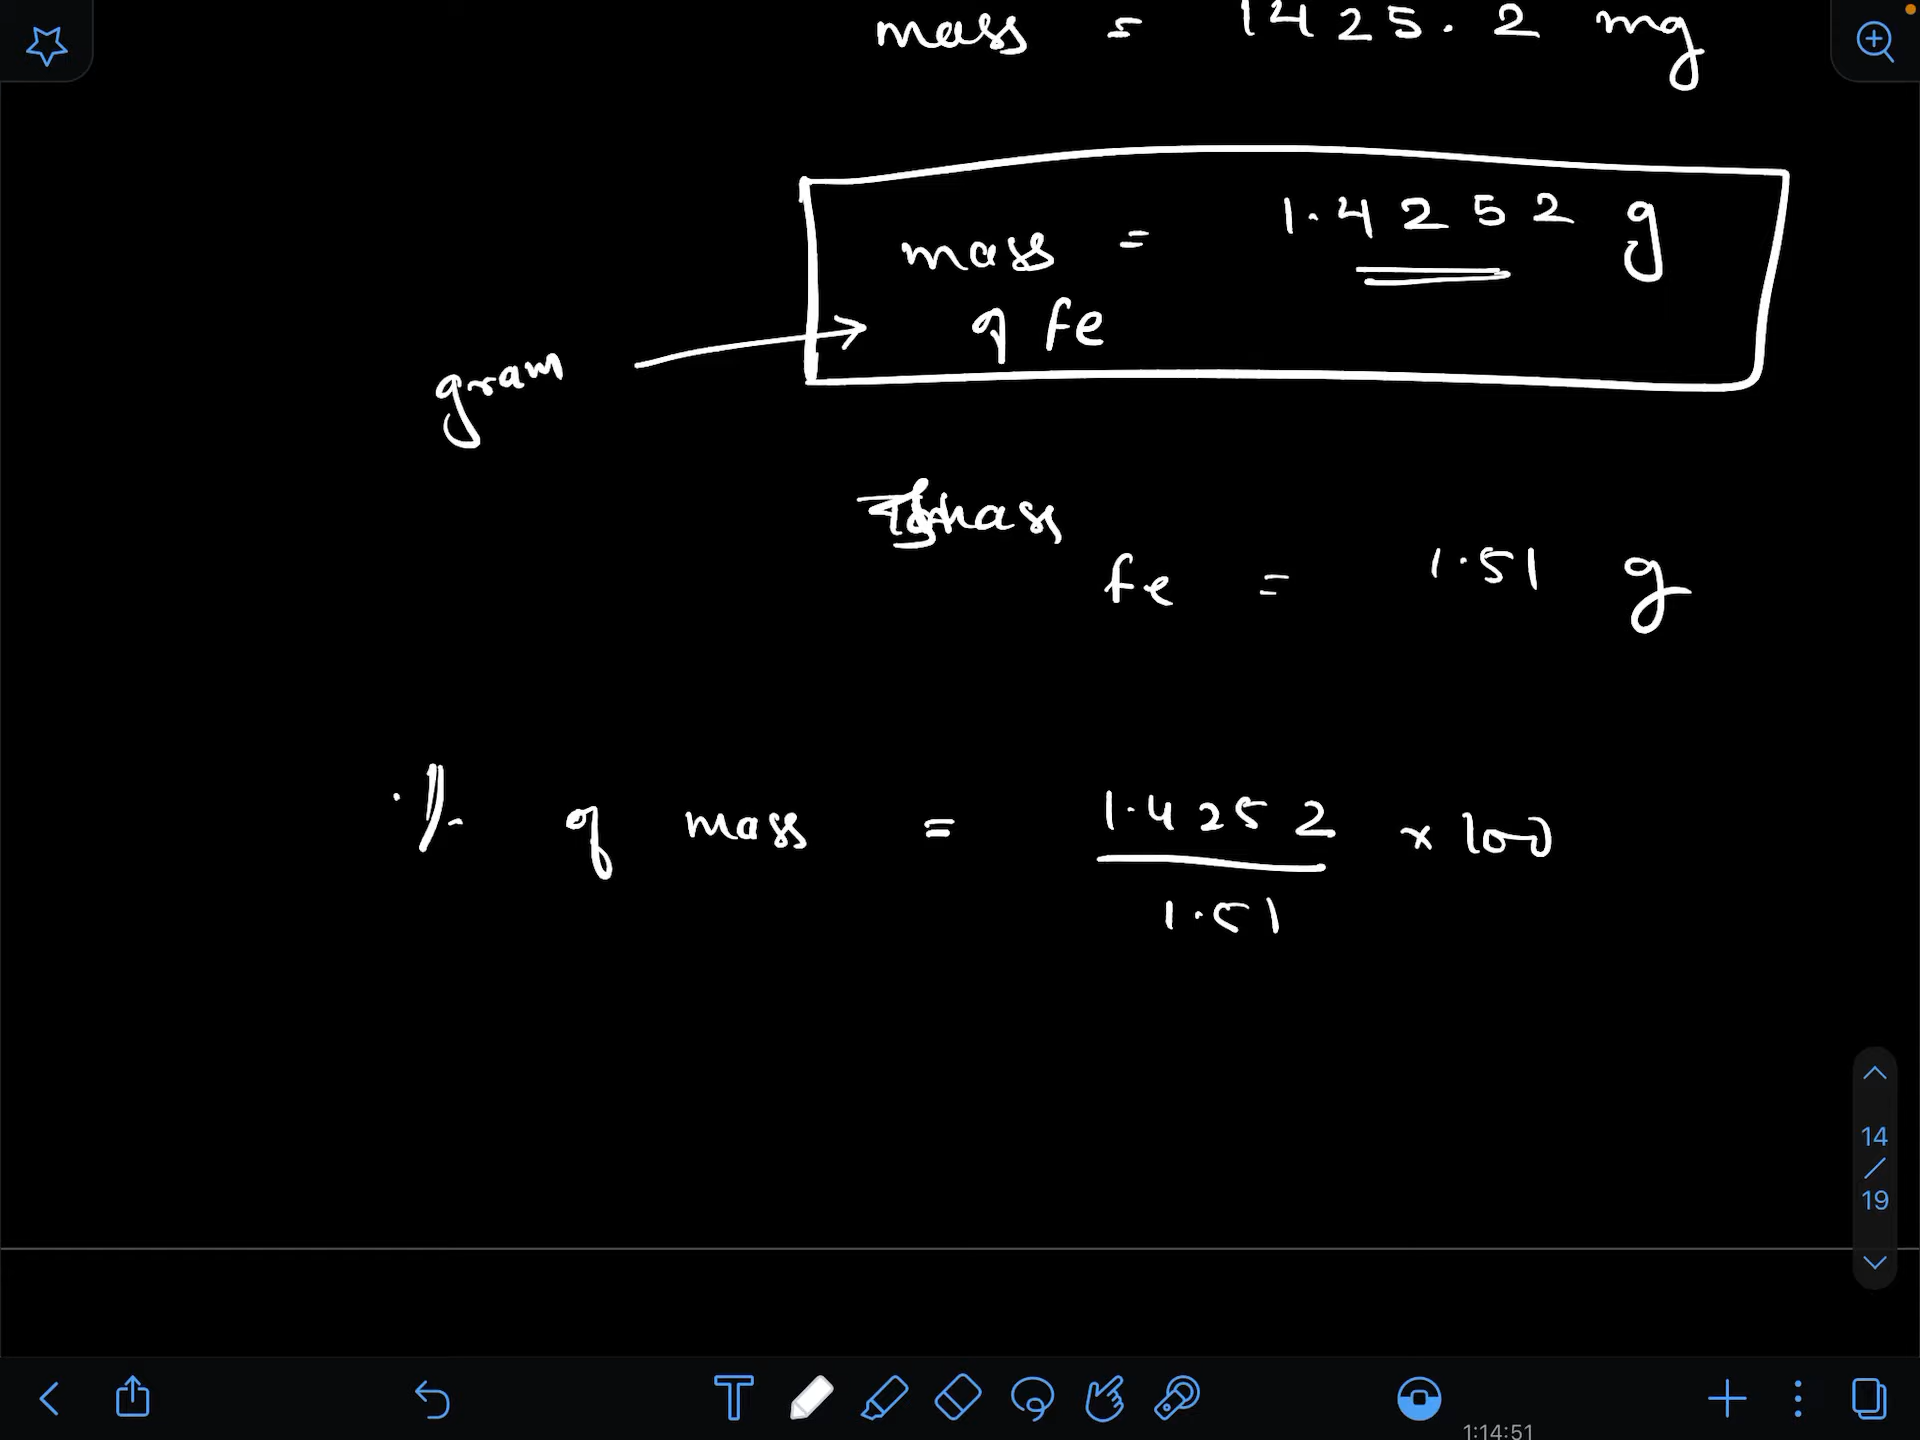 mass = 1425.2 mg
mass = 1.4252 g
of Fe
gram
mass
Fe = 1.51 g
% of mass = 1.4252 × 100
1.51
14
/
19
T
1:14:51